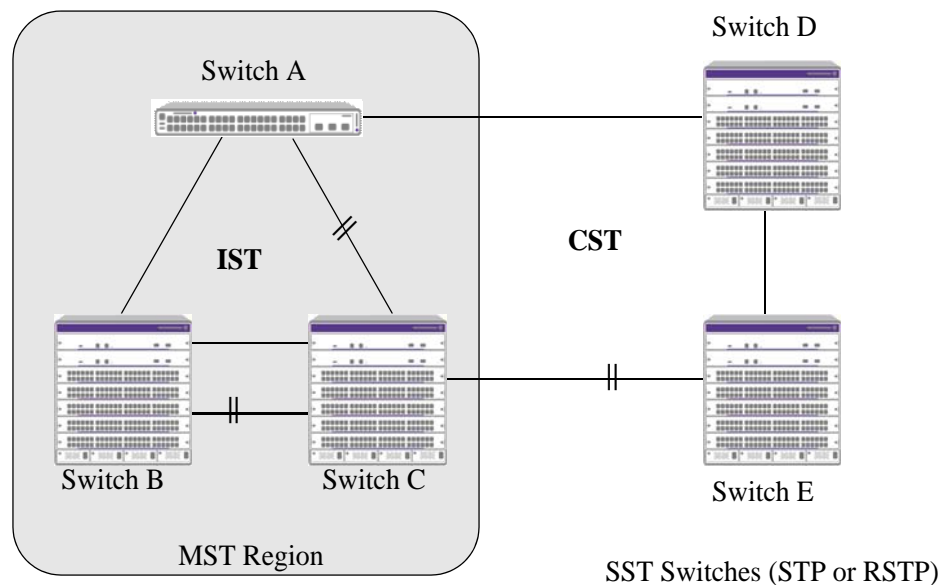 Switch D
Switch A
IST
CST
Switch B
Switch C
Switch E
MST Region
SST Switches (STP or RSTP)